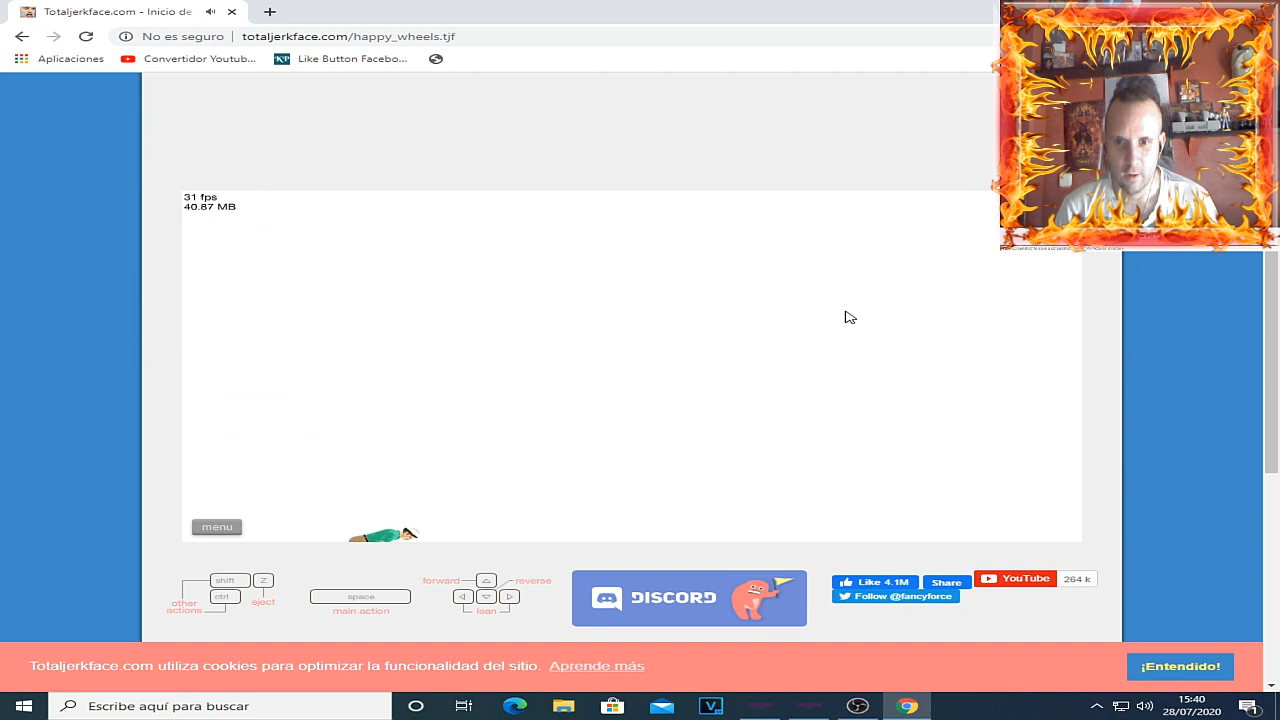 Totaljerkface.com - Inicio de
No es seguro
totaljerkface.com/happy_wheels.tjf
Aplicaciones
Convertidor Youtub...
Like Button Facebo...
31 fps
40.87 MB
menu
shift
Z
ctrl
other
actions
eject
space
main action
forward
reverse
lean
DISCORD
Like 4.1M
Share
YouTube
264 k
Follow @fancyforce
Totaljerkface.com utiliza cookies para optimizar la funcionalidad del sitio. Aprende más
¡Entendido!
Escribe aquí para buscar
15:40
28/07/2020
1